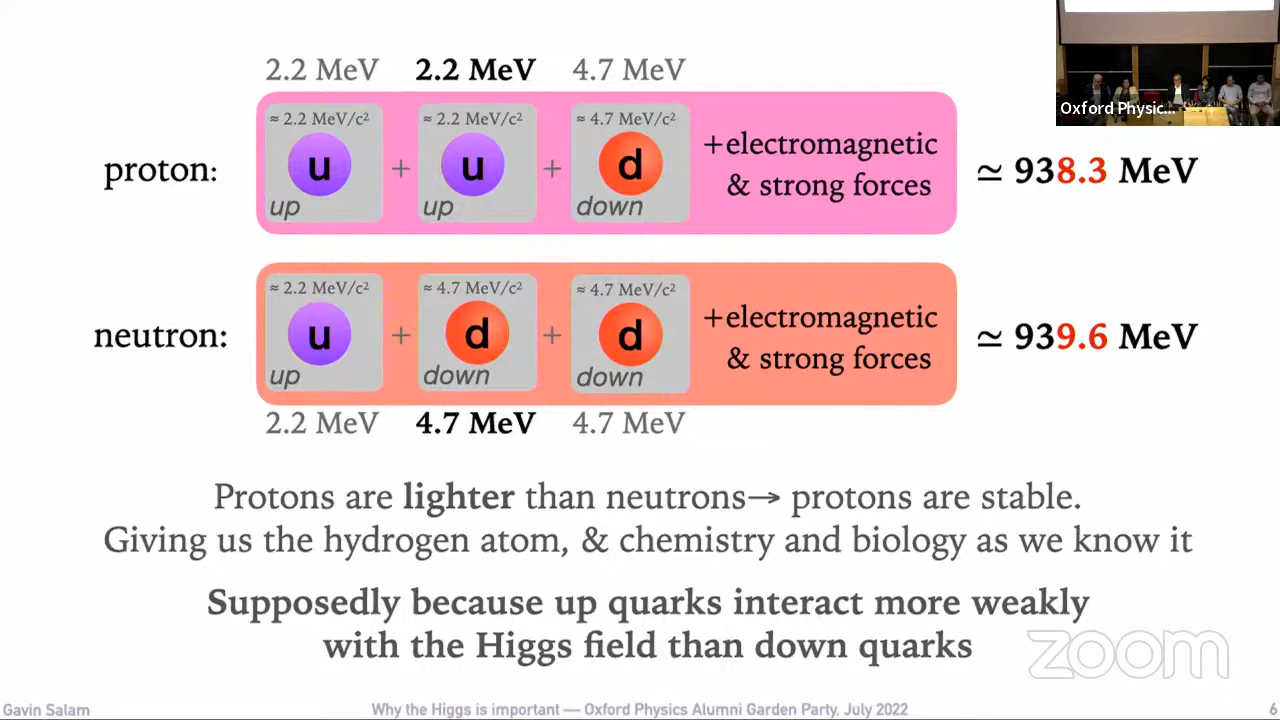 2.2 MeV 2.2 MeV 4.7 MeV
Oxford Physic...
proton:
≈ 2.2 MeV/c² ≈ 2.2 MeV/c² ≈ 4.7 MeV/c²
u + u + d
up up down
+electromagnetic
& strong forces
≃ 938.3 MeV
neutron:
≈ 2.2 MeV/c² ≈ 4.7 MeV/c² ≈ 4.7 MeV/c²
u + d + d
up down down
+electromagnetic
& strong forces
≃ 939.6 MeV
2.2 MeV 4.7 MeV 4.7 MeV
Protons are lighter than neutrons→ protons are stable.
Giving us the hydrogen atom, & chemistry and biology as we know it
Supposedly because up quarks interact more weakly
with the Higgs field than down quarks
zoom
Gavin Salam Why the Higgs is important — Oxford Physics Alumni Garden Party, July 2022 6